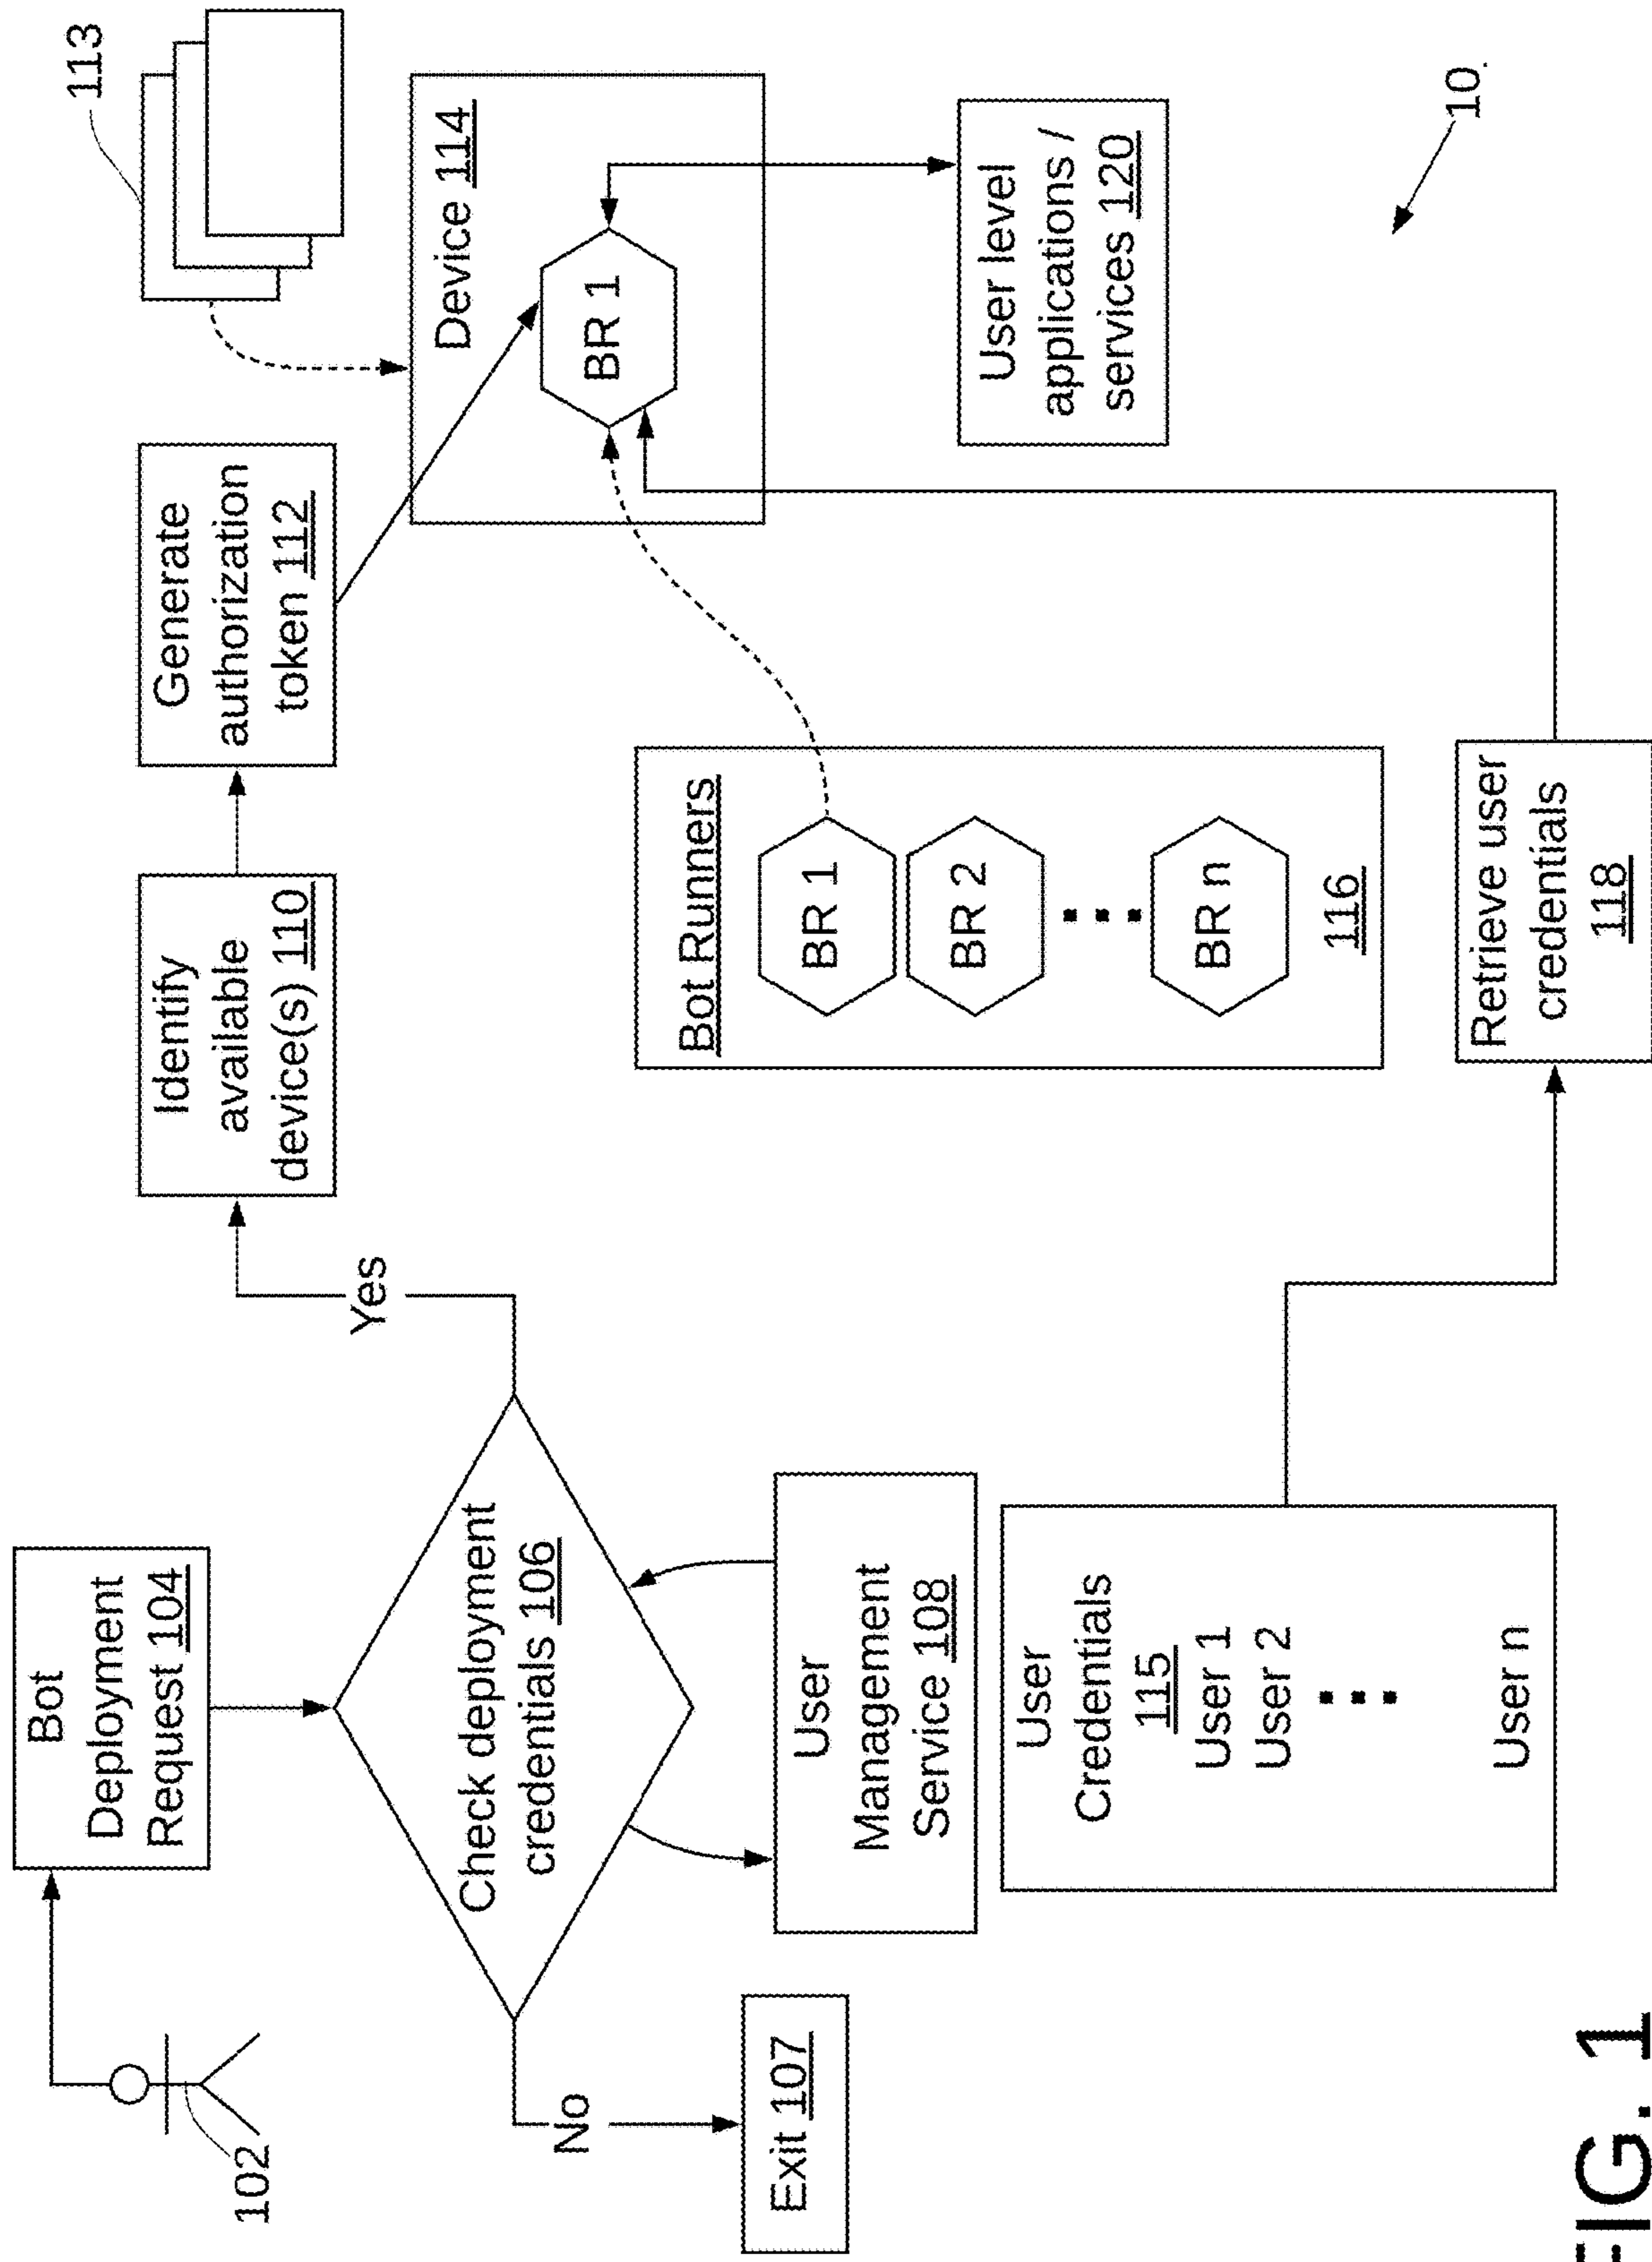 102
Bot
Deployment
Request 104
Check deployment
credentials 106
No
Exit 107
User
Management
Service 108
Yes
Identify
available
device(s) 110
Generate
authorization
token 112
113
Device 114
BR 1
User level
applications /
services 120
Bot Runners
BR 1
BR 2
BR n
116
User
Credentials
115
User 1
User 2
User n
Retrieve user
credentials
118
10
FIG. 1